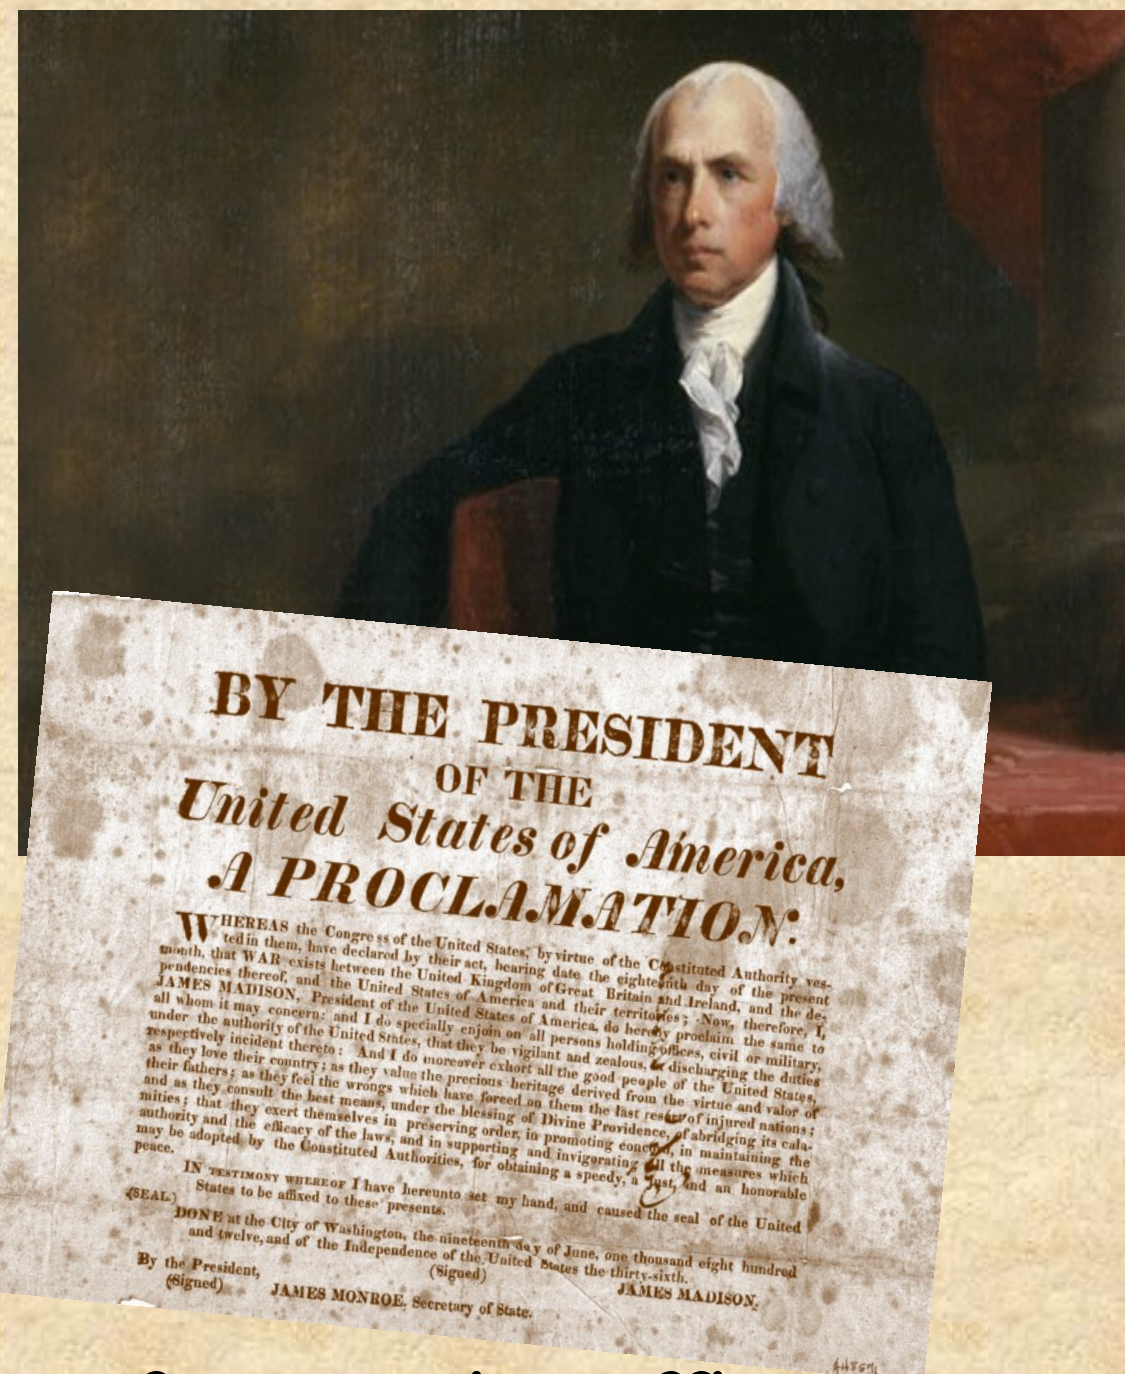 BY THE PRESIDENT
OF THE
United States of America,
A PROCLAMATION:
WHEREAS the Congress of the United States, by virtue of the Constituted Authority ves-
ted in them, have declared by their act, bearing date the eighteenth day of the present
month, that WAR exists between the United Kingdom of Great Britain and Ireland, and the de-
pendencies thereof, and the United States of America and their territories; Now, therefore, I,
JAMES MADISON, President of the United States of America, do hereby proclaim the same to
all whom it may concern: and I do specially enjoin on all persons holding offices, civil or military,
under the authority of the United States, that they be vigilant and zealous, discharging the duties
respectively incident thereto: And I do moreover exhort all the good people of the United States,
as they love their country; as they value the precious heritage derived from the virtue and valor of
their fathers; as they feel the wrongs which have forced on them the last resort of injured nations;
and as they consult the best means, under the blessing of Divine Providence, of abridging its cala-
mities; that they exert themselves in preserving order, in promoting concord, in maintaining the
authority and the efficacy of the laws, and in supporting and invigorating all the measures which
may be adopted by the Constituted Authorities, for obtaining a speedy, a just, and an honorable
peace.
IN TESTIMONY WHEREOF I have hereunto set my hand, and caused the seal of the United
(SEAL.) States to be affixed to these presents.
DONE at the City of Washington, the nineteenth day of June, one thousand eight hundred
and twelve, and of the Independence of the United States the thirty-sixth.
(Signed) JAMES MADISON.
By the President,
(Signed) JAMES MONROE, Secretary of State.